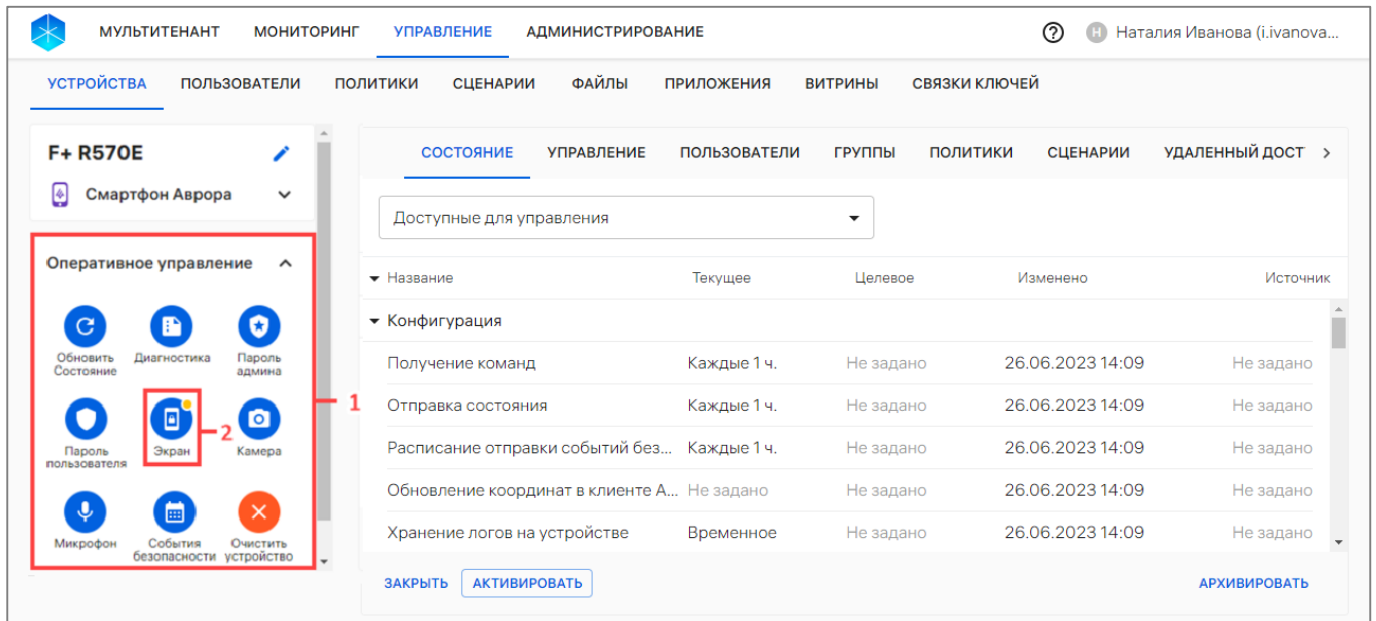 МУЛЬТИТЕНАНТ МОНИТОРИНГ УПРАВЛЕНИЕ АДМИНИСТРИРОВАНИЕ ? Н Наталия Иванова (i.ivanova...
УСТРОЙСТВА ПОЛЬЗОВАТЕЛИ ПОЛИТИКИ СЦЕНАРИИ ФАЙЛЫ ПРИЛОЖЕНИЯ ВИТРИНЫ СВЯЗКИ КЛЮЧЕЙ
F+ R570E
Смартфон Аврора
Оперативное управление
Обновить Состояние
Диагностика
Пароль админа
Пароль пользователя
Экран
Камера
Микрофон
События безопасности
Очистить устройство
1
2
СОСТОЯНИЕ УПРАВЛЕНИЕ ПОЛЬЗОВАТЕЛИ ГРУППЫ ПОЛИТИКИ СЦЕНАРИИ УДАЛЕННЫЙ ДОСТ
Доступные для управления
Название Текущее Целевое Изменено Источник
Конфигурация
Получение команд Каждые 1 ч. Не задано 26.06.2023 14:09 Не задано
Отправка состояния Каждые 1 ч. Не задано 26.06.2023 14:09 Не задано
Расписание отправки событий без... Каждые 1 ч. Не задано 26.06.2023 14:09 Не задано
Обновление координат в клиенте А... Не задано Не задано 26.06.2023 14:09 Не задано
Хранение логов на устройстве Временное Не задано 26.06.2023 14:09 Не задано
ЗАКРЫТЬ АКТИВИРОВАТЬ АРХИВИРОВАТЬ